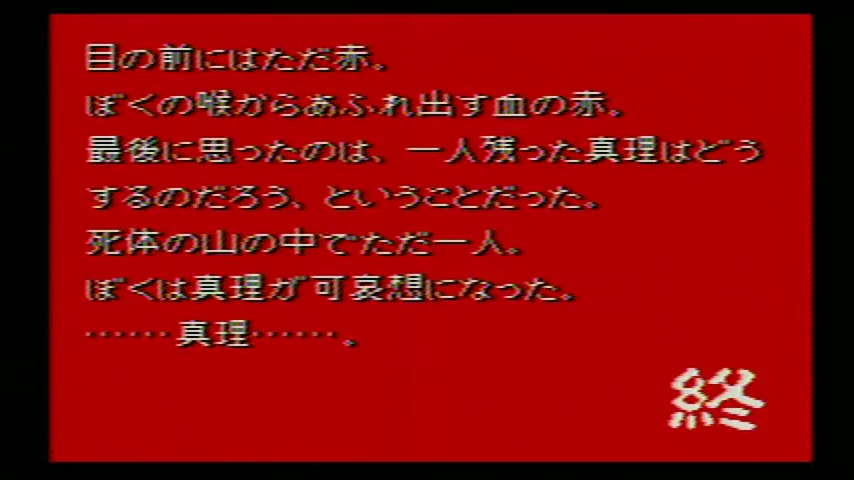 目の前にはただ赤。
ぼくの喉からあふれ出す血の赤。
最後に思ったのは、一人残った真理はどう
するのだろう、ということだった。
死体の山の中でただ一人。
ぼくは真理が可哀想になった。
……真理……。
終